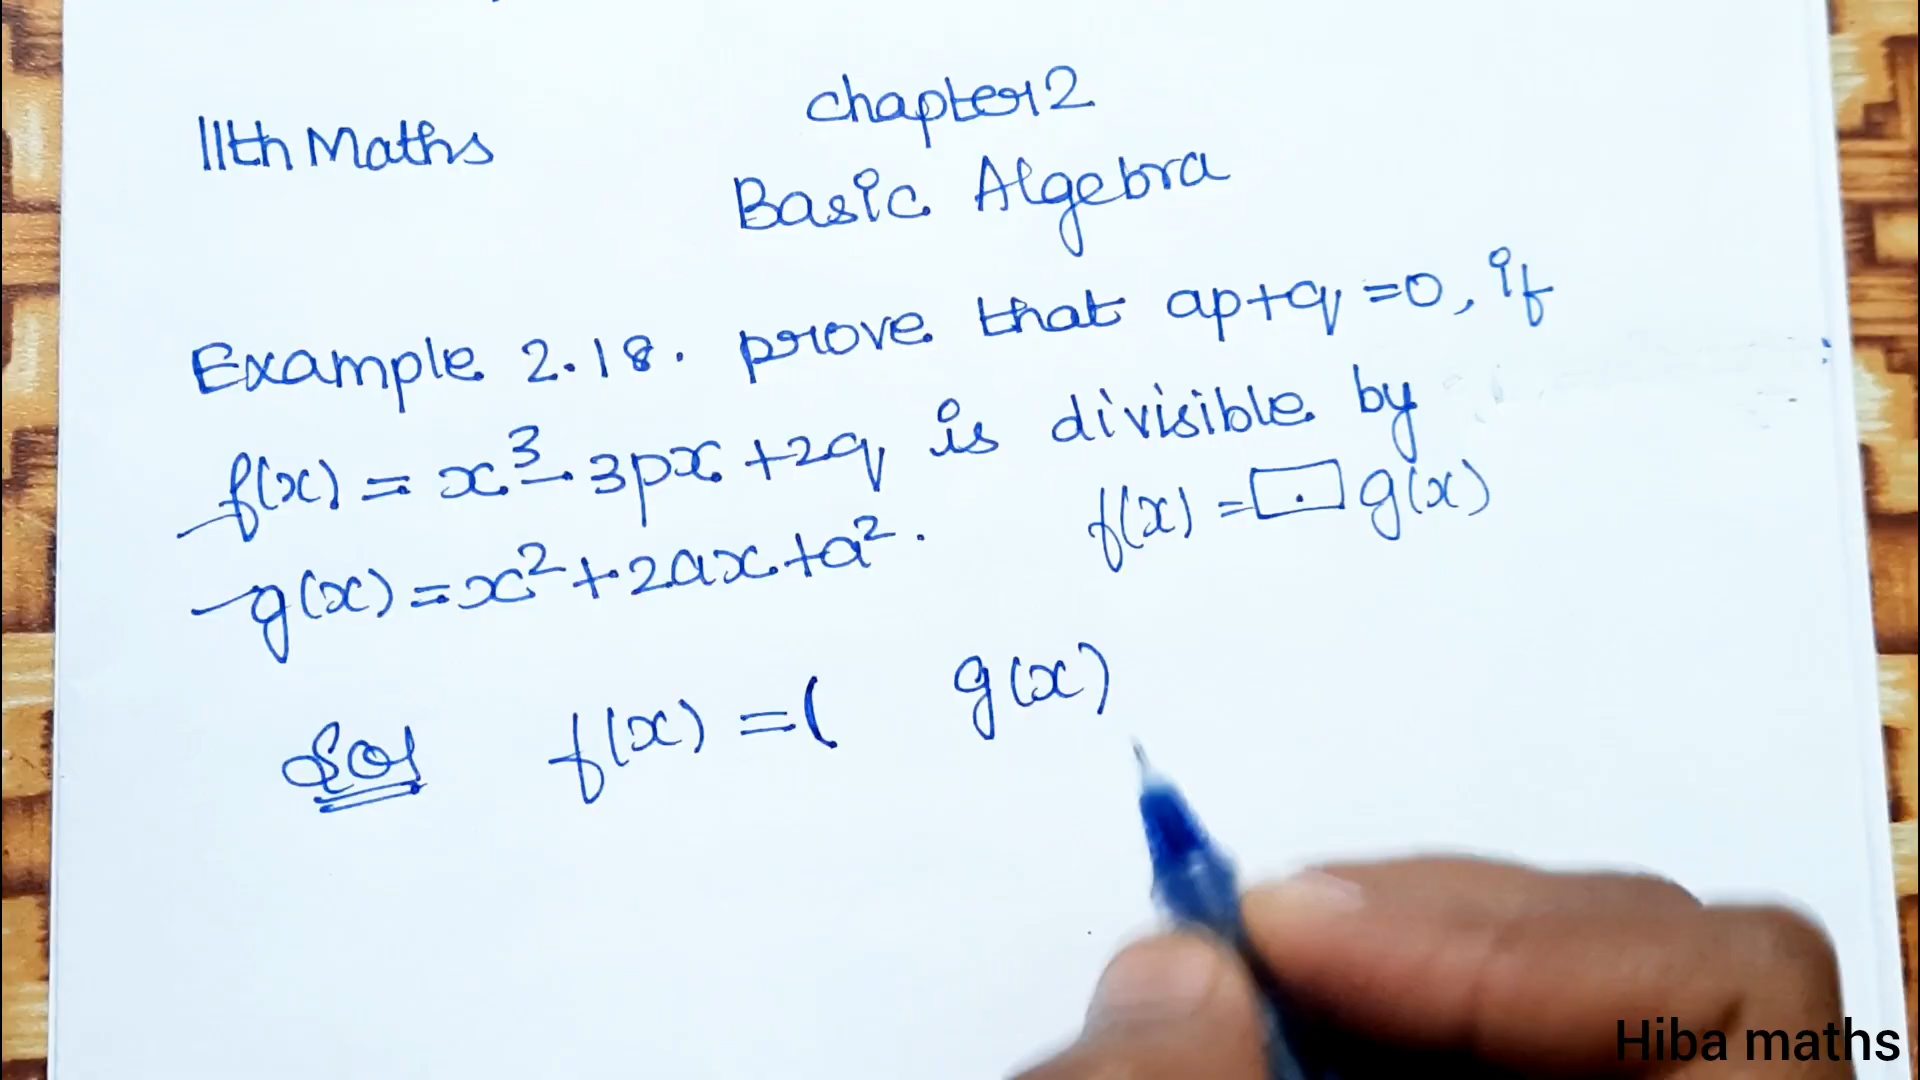 11th Maths
chapter 2
Basic Algebra
Example 2.18. prove that ap+q=0, if
f(x) = x³-3px+2q is divisible by
f(x) = . g(x)
g(x) = x²+2ax+a².
Sol f(x) = ( g(x)
Hiba maths